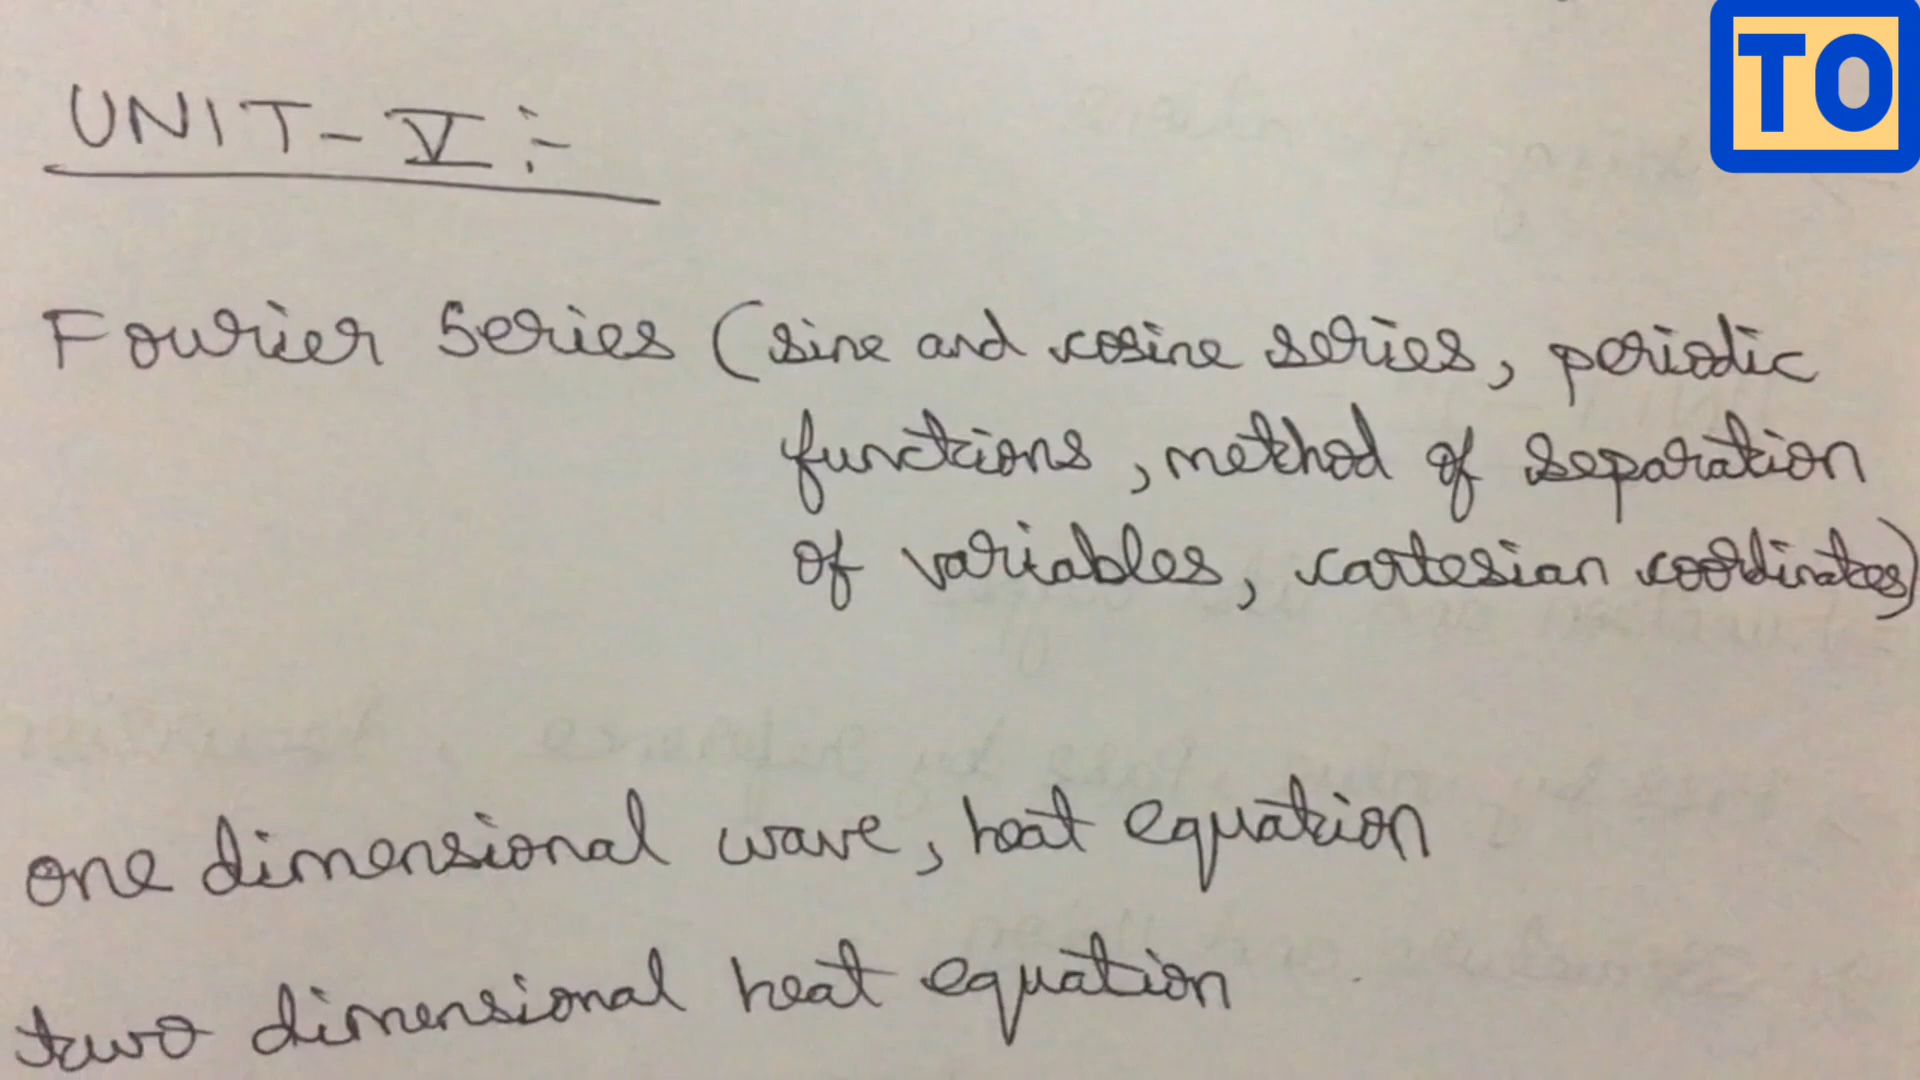 TO
UNIT-V :-
Fourier Series (sine and cosine series, periodic
functions, method of separation
of variables, cartesian coordinates)
one dimensional wave, heat equation
two dimensional heat equation